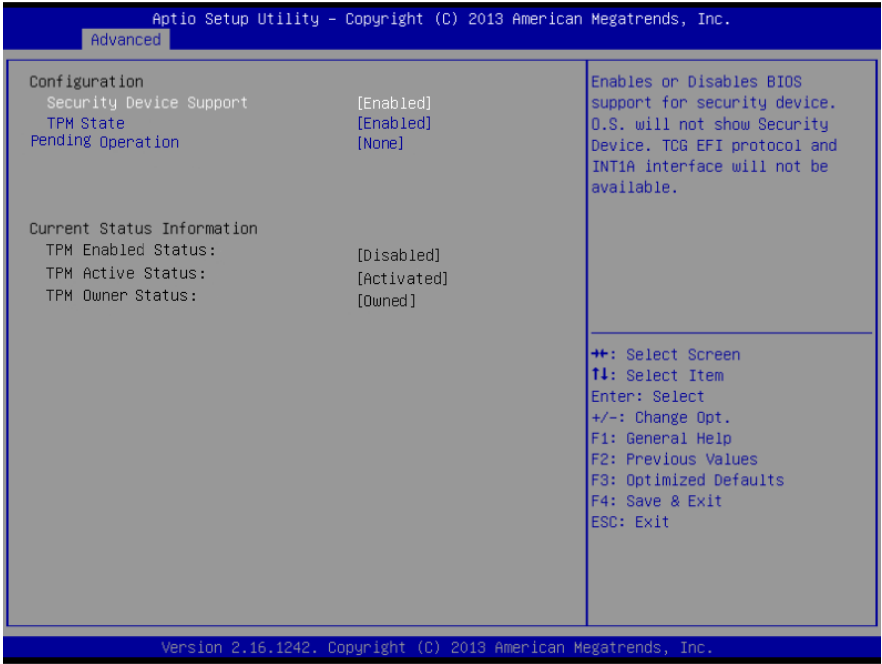 Aptio Setup Utility – Copyright (C) 2013 American Megatrends, Inc.
Advanced
Configuration
Security Device Support [Enabled]
TPM State [Enabled]
Pending Operation [None]
Current Status Information
TPM Enabled Status: [Disabled]
TPM Active Status: [Activated]
TPM Owner Status: [Owned]
Enables or Disables BIOS
support for security device.
O.S. will not show Security
Device. TCG EFI protocol and
INT1A interface will not be
available.
→←: Select Screen
↑↓: Select Item
Enter: Select
+/-: Change Opt.
F1: General Help
F2: Previous Values
F3: Optimized Defaults
F4: Save & Exit
ESC: Exit
Version 2.16.1242. Copyright (C) 2013 American Megatrends, Inc.